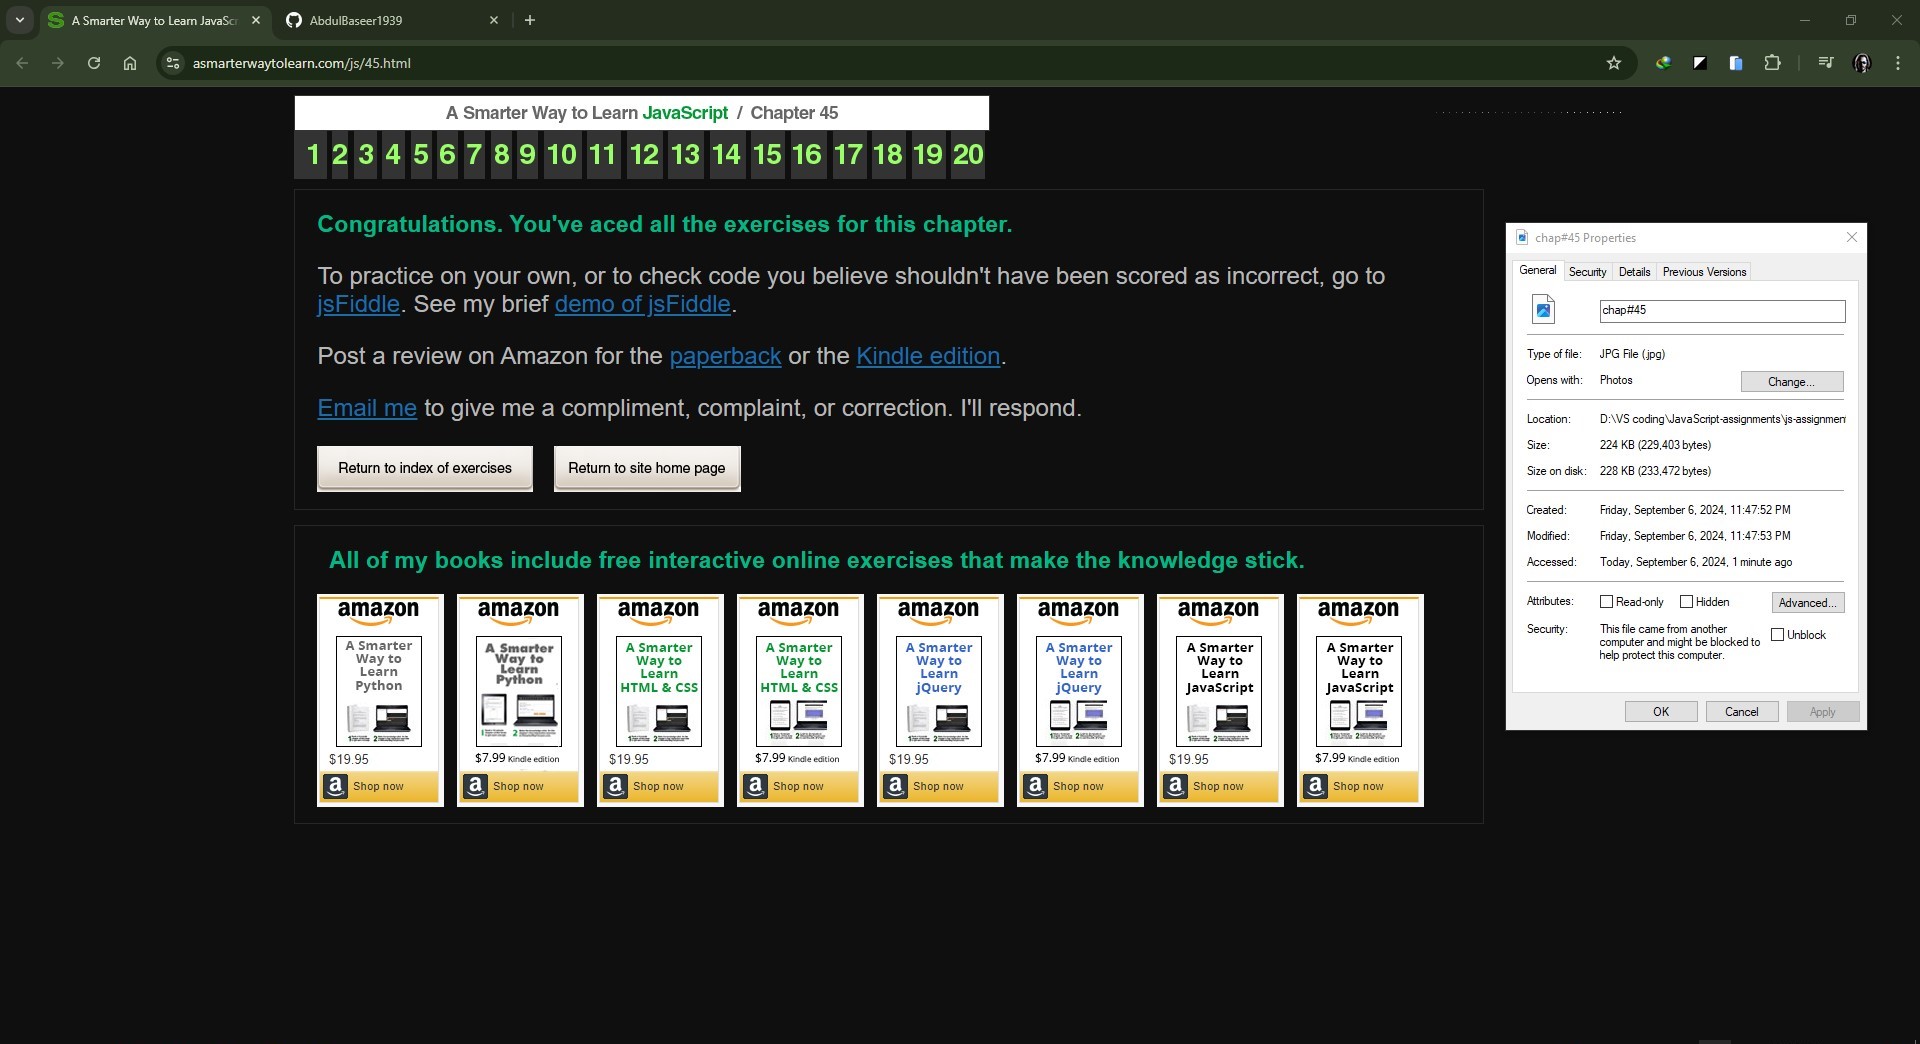 A Smarter Way to Learn JavaSc
AbdulBaseer1939
asmarterwaytolearn.com/js/45.html
A Smarter Way to Learn JavaScript / Chapter 45
1 2 3 4 5 6 7 8 9 10 11 12 13 14 15 16 17 18 19 20
Congratulations. You've aced all the exercises for this chapter.
To practice on your own, or to check code you believe shouldn't have been scored as incorrect, go to
jsFiddle. See my brief demo of jsFiddle.
Post a review on Amazon for the paperback or the Kindle edition.
Email me to give me a compliment, complaint, or correction. I'll respond.
Return to index of exercises
Return to site home page
All of my books include free interactive online exercises that make the knowledge stick.
amazon
A Smarter
Way to
Learn
Python
$19.95
Shop now
amazon
A Smarter
Way to
Learn
Python
$7.99 Kindle edition
Shop now
amazon
A Smarter
Way to
Learn
HTML & CSS
$19.95
Shop now
amazon
A Smarter
Way to
Learn
HTML & CSS
$7.99 Kindle edition
Shop now
amazon
A Smarter
Way to
Learn
jQuery
$19.95
Shop now
amazon
A Smarter
Way to
Learn
jQuery
$7.99 Kindle edition
Shop now
amazon
A Smarter
Way to
Learn
JavaScript
$19.95
Shop now
amazon
A Smarter
Way to
Learn
JavaScript
$7.99 Kindle edition
Shop now
chap#45 Properties
General Security Details Previous Versions
chap#45
Type of file: JPG File (.jpg)
Opens with: Photos Change...
Location: D:\VS coding\JavaScript-assignments\js-assignmen
Size: 224 KB (229,403 bytes)
Size on disk: 228 KB (233,472 bytes)
Created: Friday, September 6, 2024, 11:47:52 PM
Modified: Friday, September 6, 2024, 11:47:53 PM
Accessed: Today, September 6, 2024, 1 minute ago
Attributes: Read-only Hidden Advanced...
Security: This file came from another
computer and might be blocked to
help protect this computer.
Unblock
OK Cancel Apply